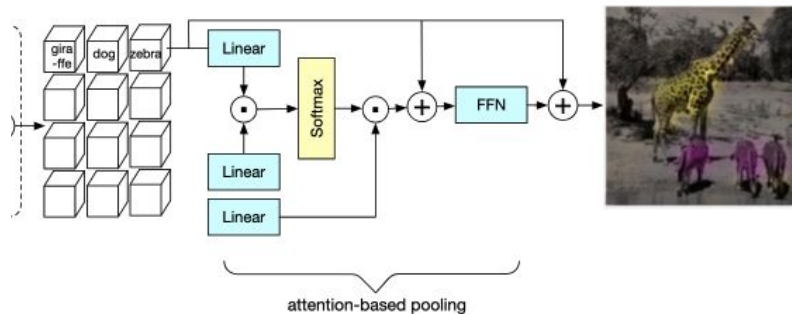 gira
-ffe
dog
zebra
Linear
Softmax
FFN
Linear
Linear
attention-based pooling